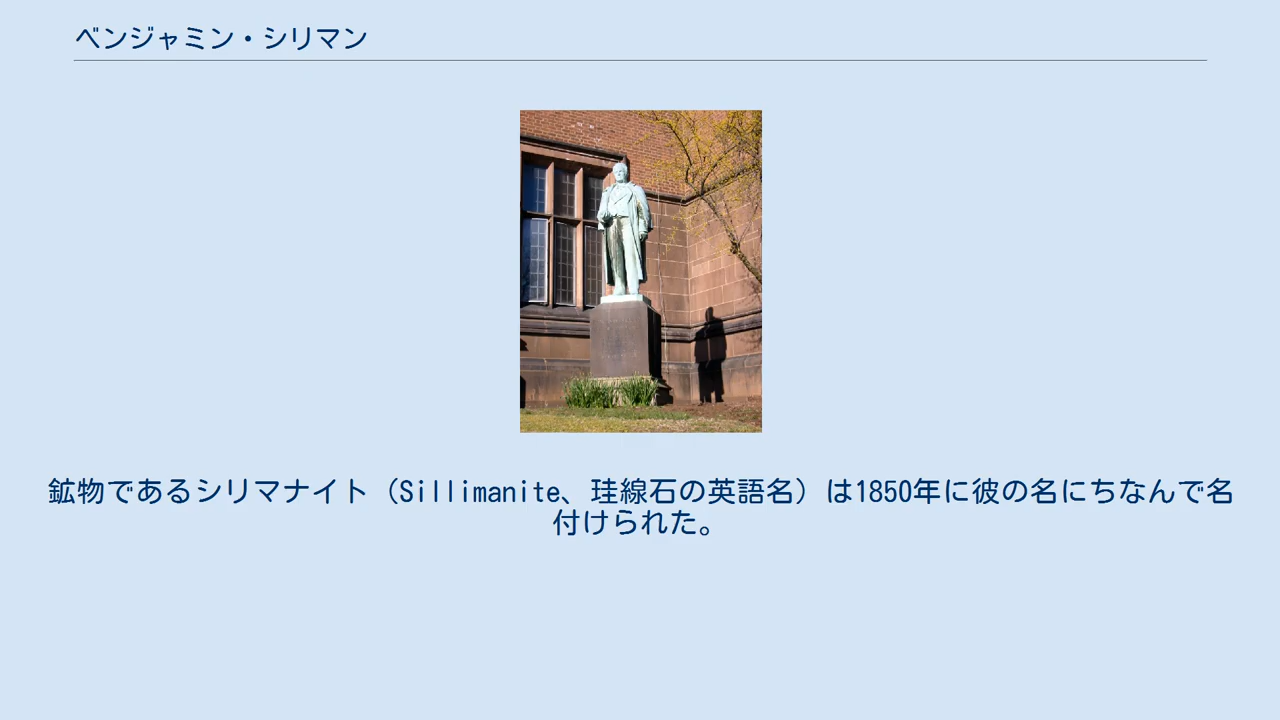 ベンジャミン・シリマン
鉱物であるシリマナイト（Sillimanite、珪線石の英語名）は1850年に彼の名にちなんで名
付けられた。